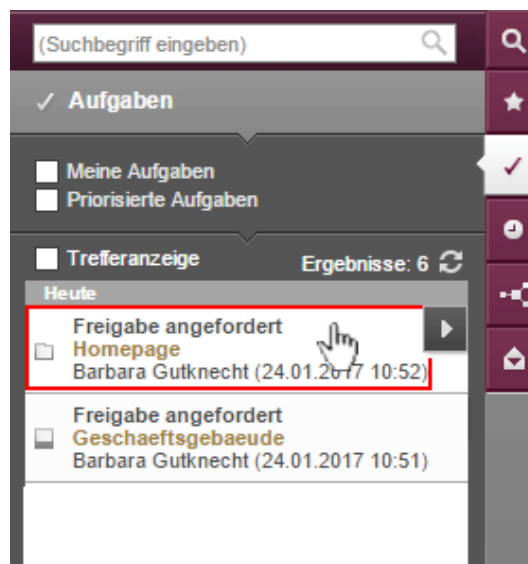 (Suchbegriff eingeben)
Aufgaben
Meine Aufgaben
Priorisierte Aufgaben
Trefferanzeige Ergebnisse: 6
Heute
Freigabe angefordert
Homepage
Barbara Gutknecht (24.01.2017 10:52)
Freigabe angefordert
Geschaeftsgebaeude
Barbara Gutknecht (24.01.2017 10:51)